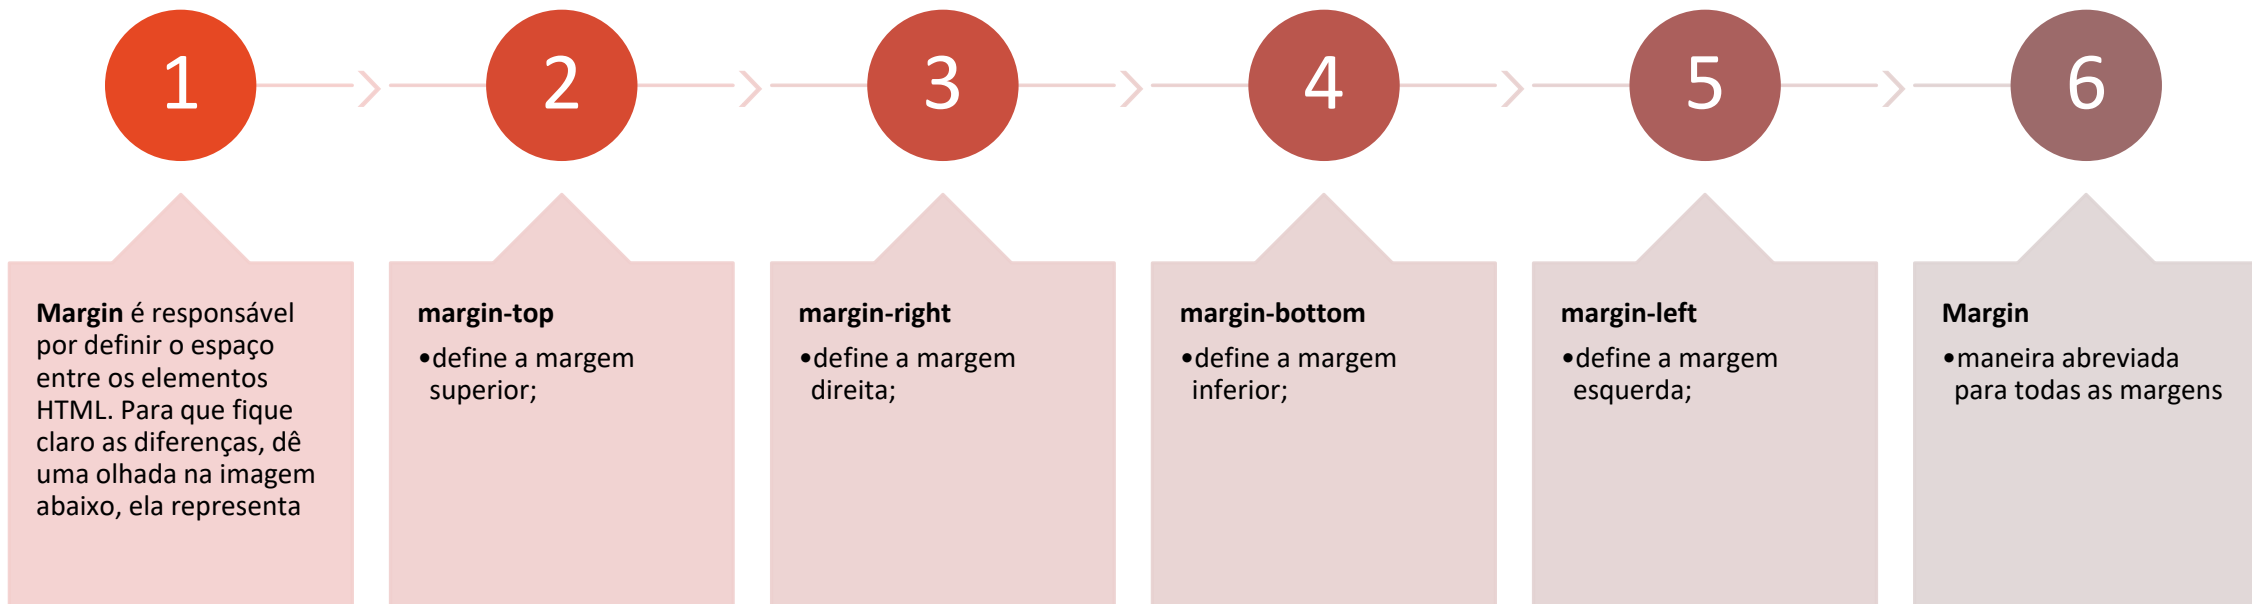 1
2
3
4
5
6
Margin é responsável
por definir o espaço
entre os elementos
HTML. Para que fique
claro as diferenças, dê
uma olhada na imagem
abaixo, ela representa
margin-top
•define a margem
superior;
margin-right
•define a margem
direita;
margin-bottom
•define a margem
inferior;
margin-left
•define a margem
esquerda;
Margin
•maneira abreviada
para todas as margens